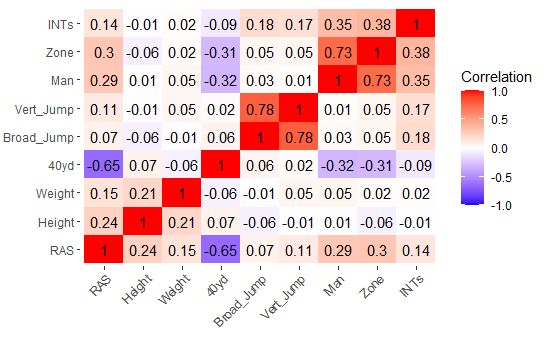 INTs 0.14 -0.01 0.02 -0.09 0.18 0.17 0.35 0.38 1
Zone 0.3 -0.06 0.02 -0.31 0.05 0.05 0.73 1 0.38
Man 0.29 0.01 0.05 -0.32 0.03 0.01 1 0.73 0.35
Vert_Jump 0.11 -0.01 0.05 0.02 0.78 1 0.01 0.05 0.17
Broad_Jump 0.07 -0.06 -0.01 0.06 1 0.78 0.03 0.05 0.18
40yd -0.65 0.07 -0.06 1 0.06 0.02 -0.32 -0.31 -0.09
Weight 0.15 0.21 1 -0.06 -0.01 0.05 0.05 0.02 0.02
Height 0.24 1 0.21 0.07 -0.06 -0.01 0.01 -0.06 -0.01
RAS 1 0.24 0.15 -0.65 0.07 0.11 0.29 0.3 0.14
RAS Height Weight 40yd Broad_Jump Vert_Jump Man Zone INTs
Correlation
1.0
0.5
0.0
-0.5
-1.0